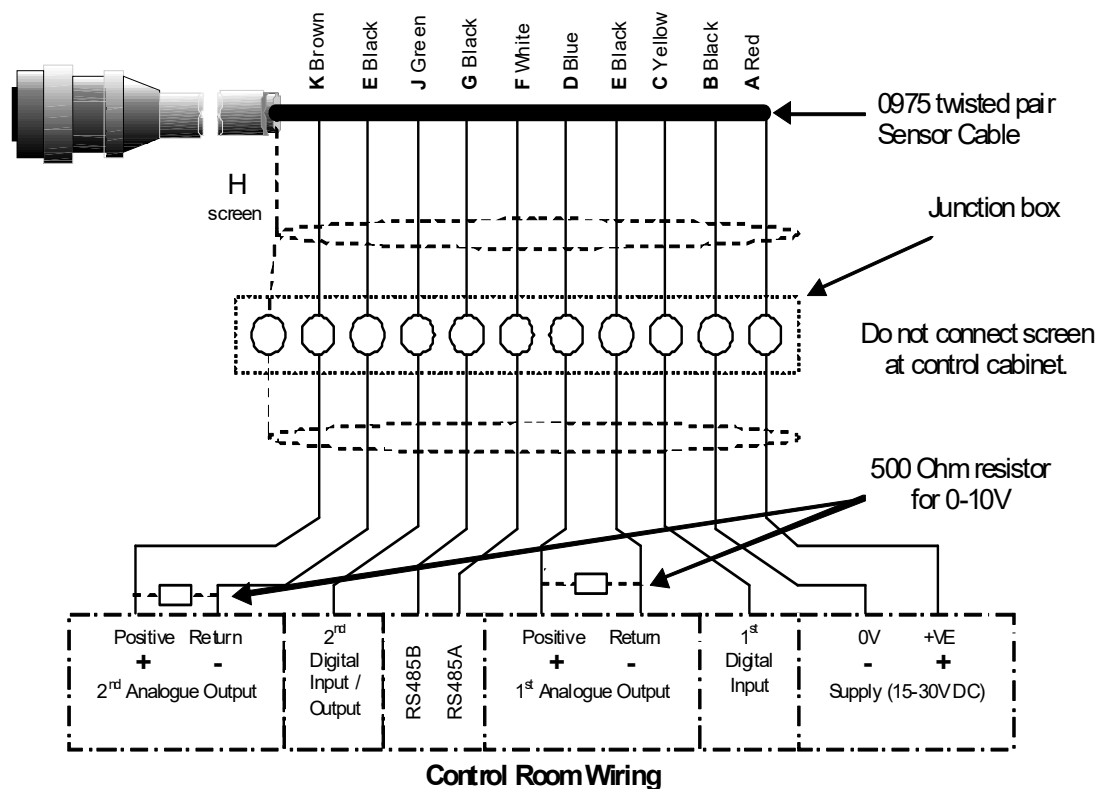 K Brown
E Black
J Green
G Black
F White
D Blue
E Black
C Yellow
B Black
A Red
0975 twisted pair
Sensor Cable
H
screen
Junction box
Do not connect screen
at control cabinet.
500 Ohm resistor
for 0-10V
Positive Return
+ -
2nd Analogue Output
2nd
Digital
Input /
Output
RS485B
RS485A
Positive Return
+ -
1st Analogue Output
1st
Digital
Input
0V +VE
- +
Supply (15-30V DC)
Control Room Wiring